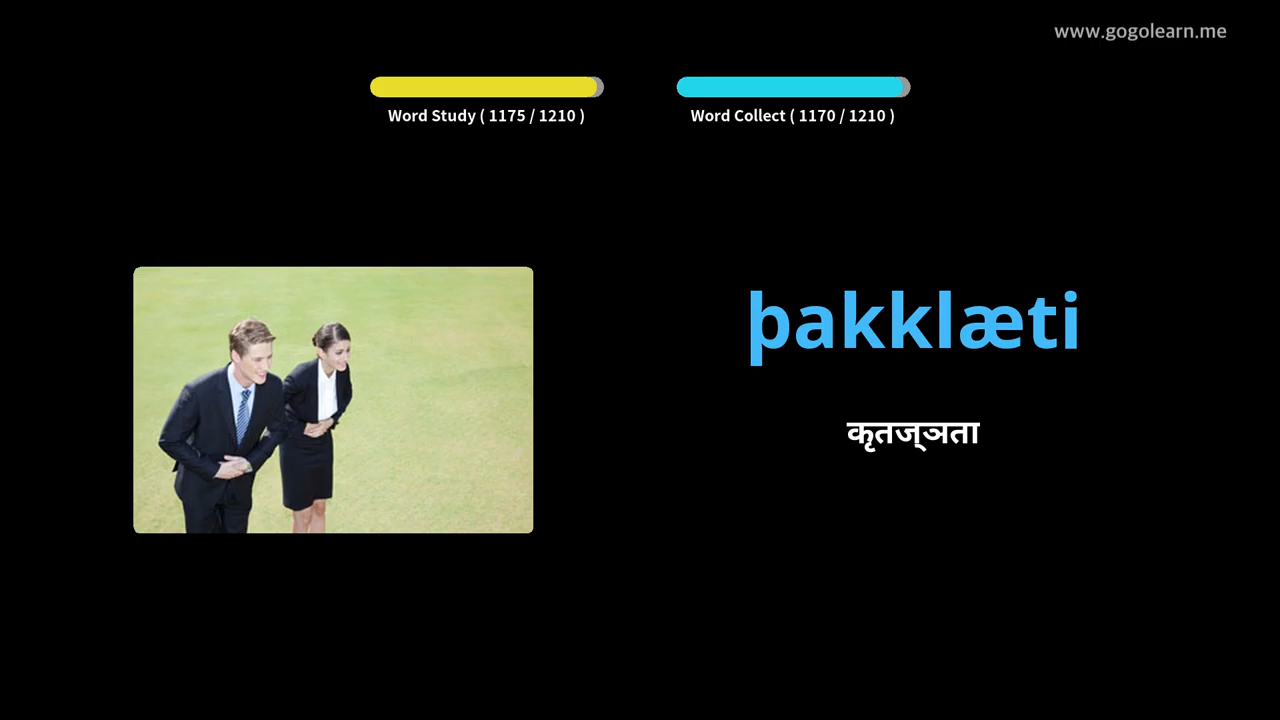 www.gogolearn.me
Word Study ( 1175 / 1210 )
Word Collect ( 1170 / 1210 )
þakklæti
कृतज्ञता